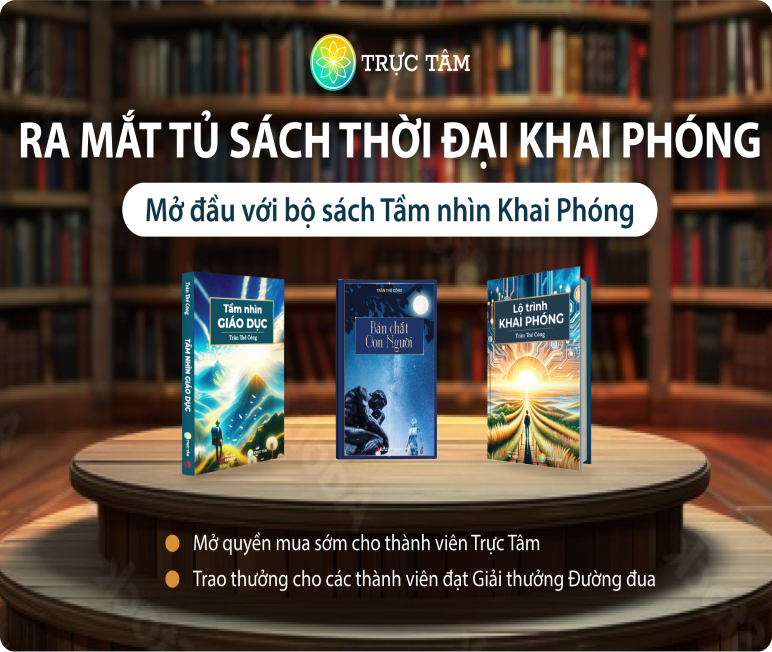 TRỰC TÂM
RA MẮT TỦ SÁCH THỜI ĐẠI KHAI PHÓNG
Mở đầu với bộ sách Tầm nhìn Khai Phóng
Trần Thế Công
TẦM NHÌN GIÁO DỤC
Tầm nhìn
GIÁO DỤC
Trần Thế Công
TRẦN THẾ CÔNG
Bản chất
Con Người
Lộ trình
KHAI PHÓNG
Trần Thế Công
Mở quyền mua sớm cho thành viên Trực Tâm
Trao thưởng cho các thành viên đạt Giải thưởng Đường đua